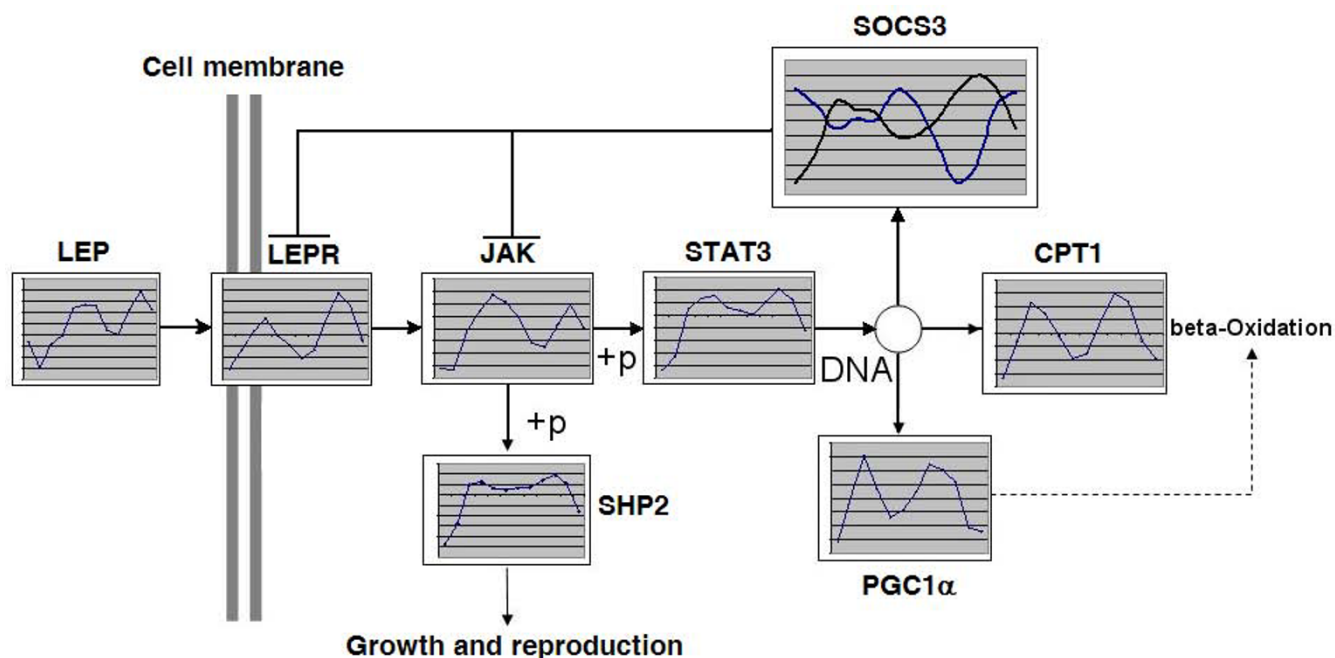 SOCS3
Cell membrane
LEP
LEPR
JAK
STAT3
CPT1
+p
DNA
beta-Oxidation
+p
SHP2
PGC1α
Growth and reproduction